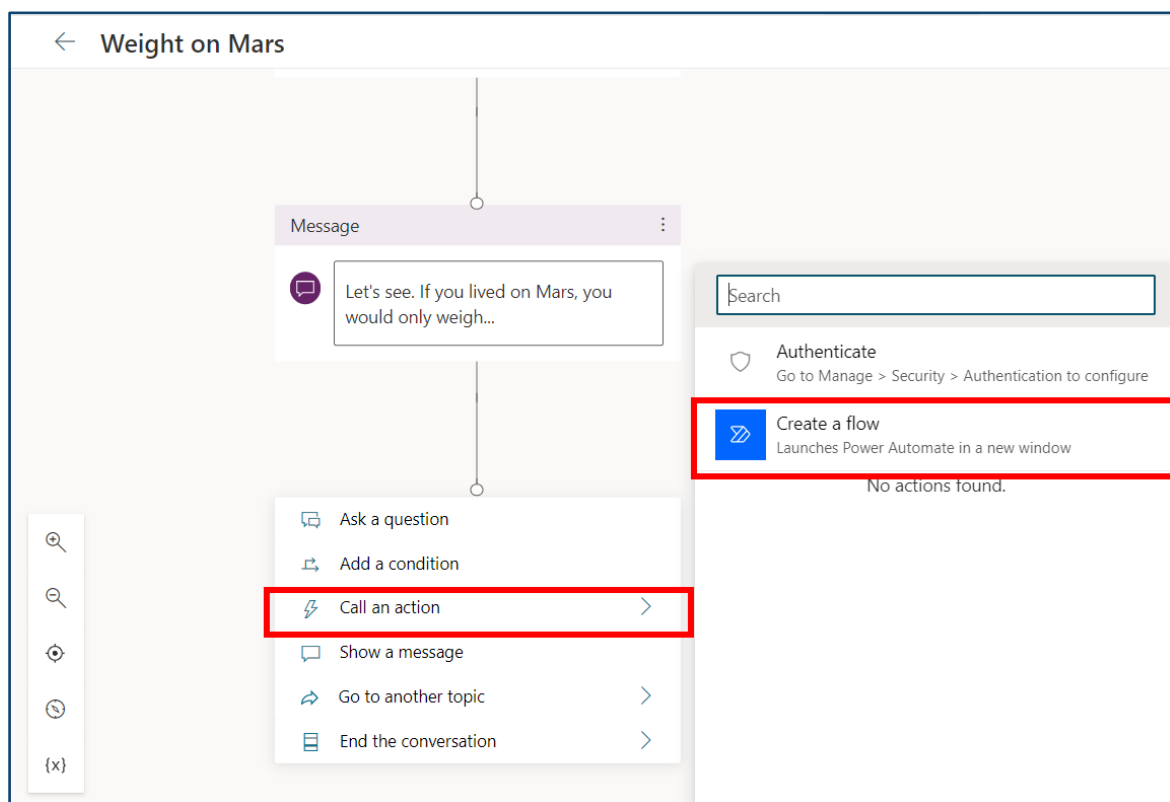 Weight on Mars
Message
Let's see. If you lived on Mars, you
would only weigh...
Search
Authenticate
Go to Manage > Security > Authentication to configure
Create a flow
Launches Power Automate in a new window
No actions found.
Ask a question
Add a condition
Call an action
Show a message
Go to another topic
End the conversation
{x}